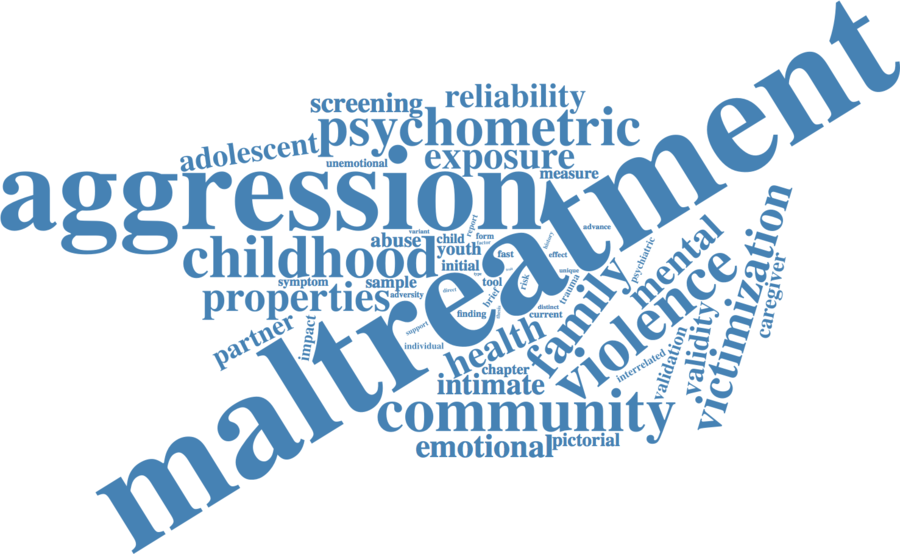 maltreatment
reliability
screening
psychometric
adolescent
exposure
unemotional
measure
aggression
victimization
report
variant
history
advance
abuse
child
form
factor
childhood
youth
fast
effect
psychiatric
mental
initial
unique
trauma
symptom
sample
tool
risk
family
violence
caregiver
properties
adversity
direct
brief
distinct
finding
current
partner
impact
support
health
validity
individual
validation
chapter
interrelated
intimate
community
emotional
pictorial